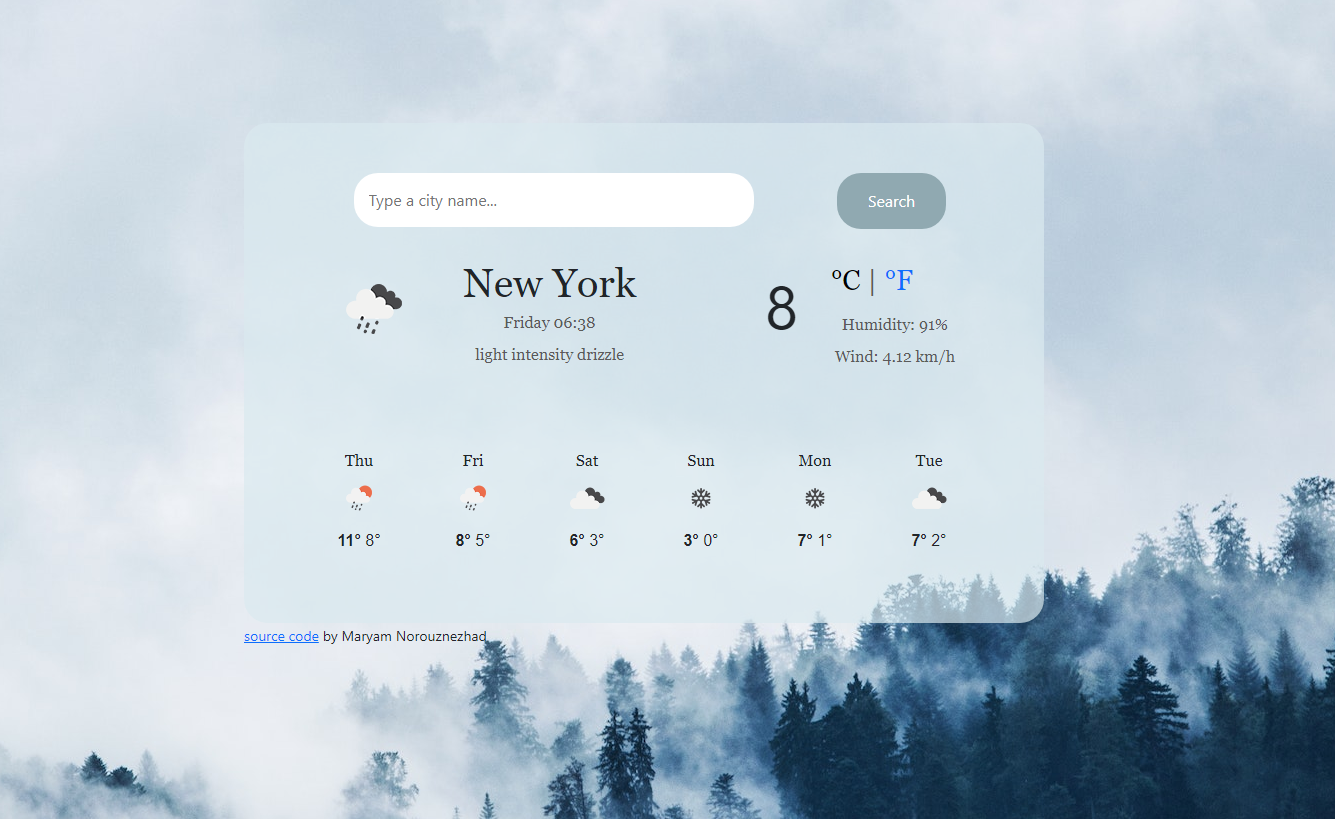 Type a city name...
Search
New York
Friday 06:38
light intensity drizzle
8
°C | °F
Humidity: 91%
Wind: 4.12 km/h
Thu Fri Sat Sun Mon Tue
11° 8° 8° 5° 6° 3° 3° 0° 7° 1° 7° 2°
source code by Maryam Norouznezhad